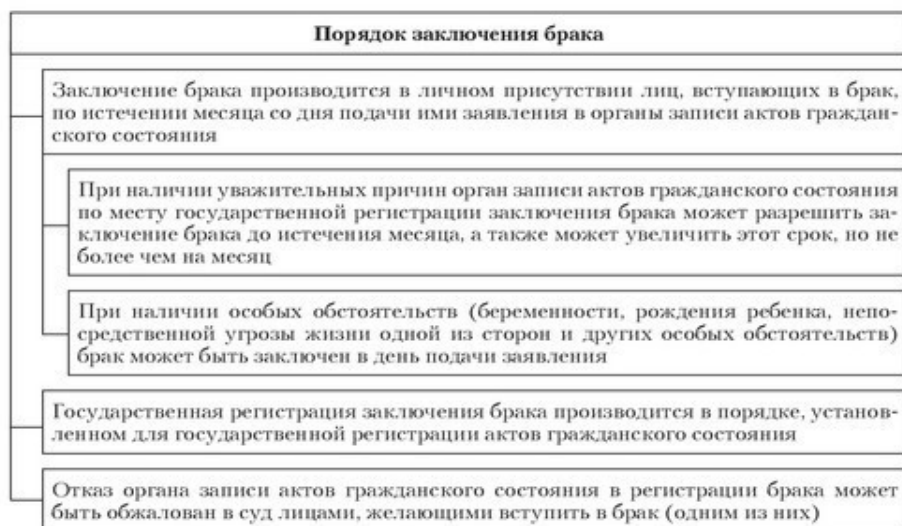 Порядок заключения брака
Заключение брака производится в личном присутствии лиц, вступающих в брак,
по истечении месяца со дня подачи ими заявления в органы записи актов граждан-
ского состояния
При наличии уважительных причин орган записи актов гражданского состояния
по месту государственной регистрации заключения брака может разрешить за-
ключение брака до истечения месяца, а также может увеличить этот срок, но не
более чем на месяц
При наличии особых обстоятельств (беременности, рождения ребенка, непо-
средственной угрозы жизни одной из сторон и других особых обстоятельств)
брак может быть заключен в день подачи заявления
Государственная регистрация заключения брака производится в порядке, установ-
ленном для государственной регистрации актов гражданского состояния
Отказ органа записи актов гражданского состояния в регистрации брака может
быть обжалован в суд лицами, желающими вступить в брак (одним из них)